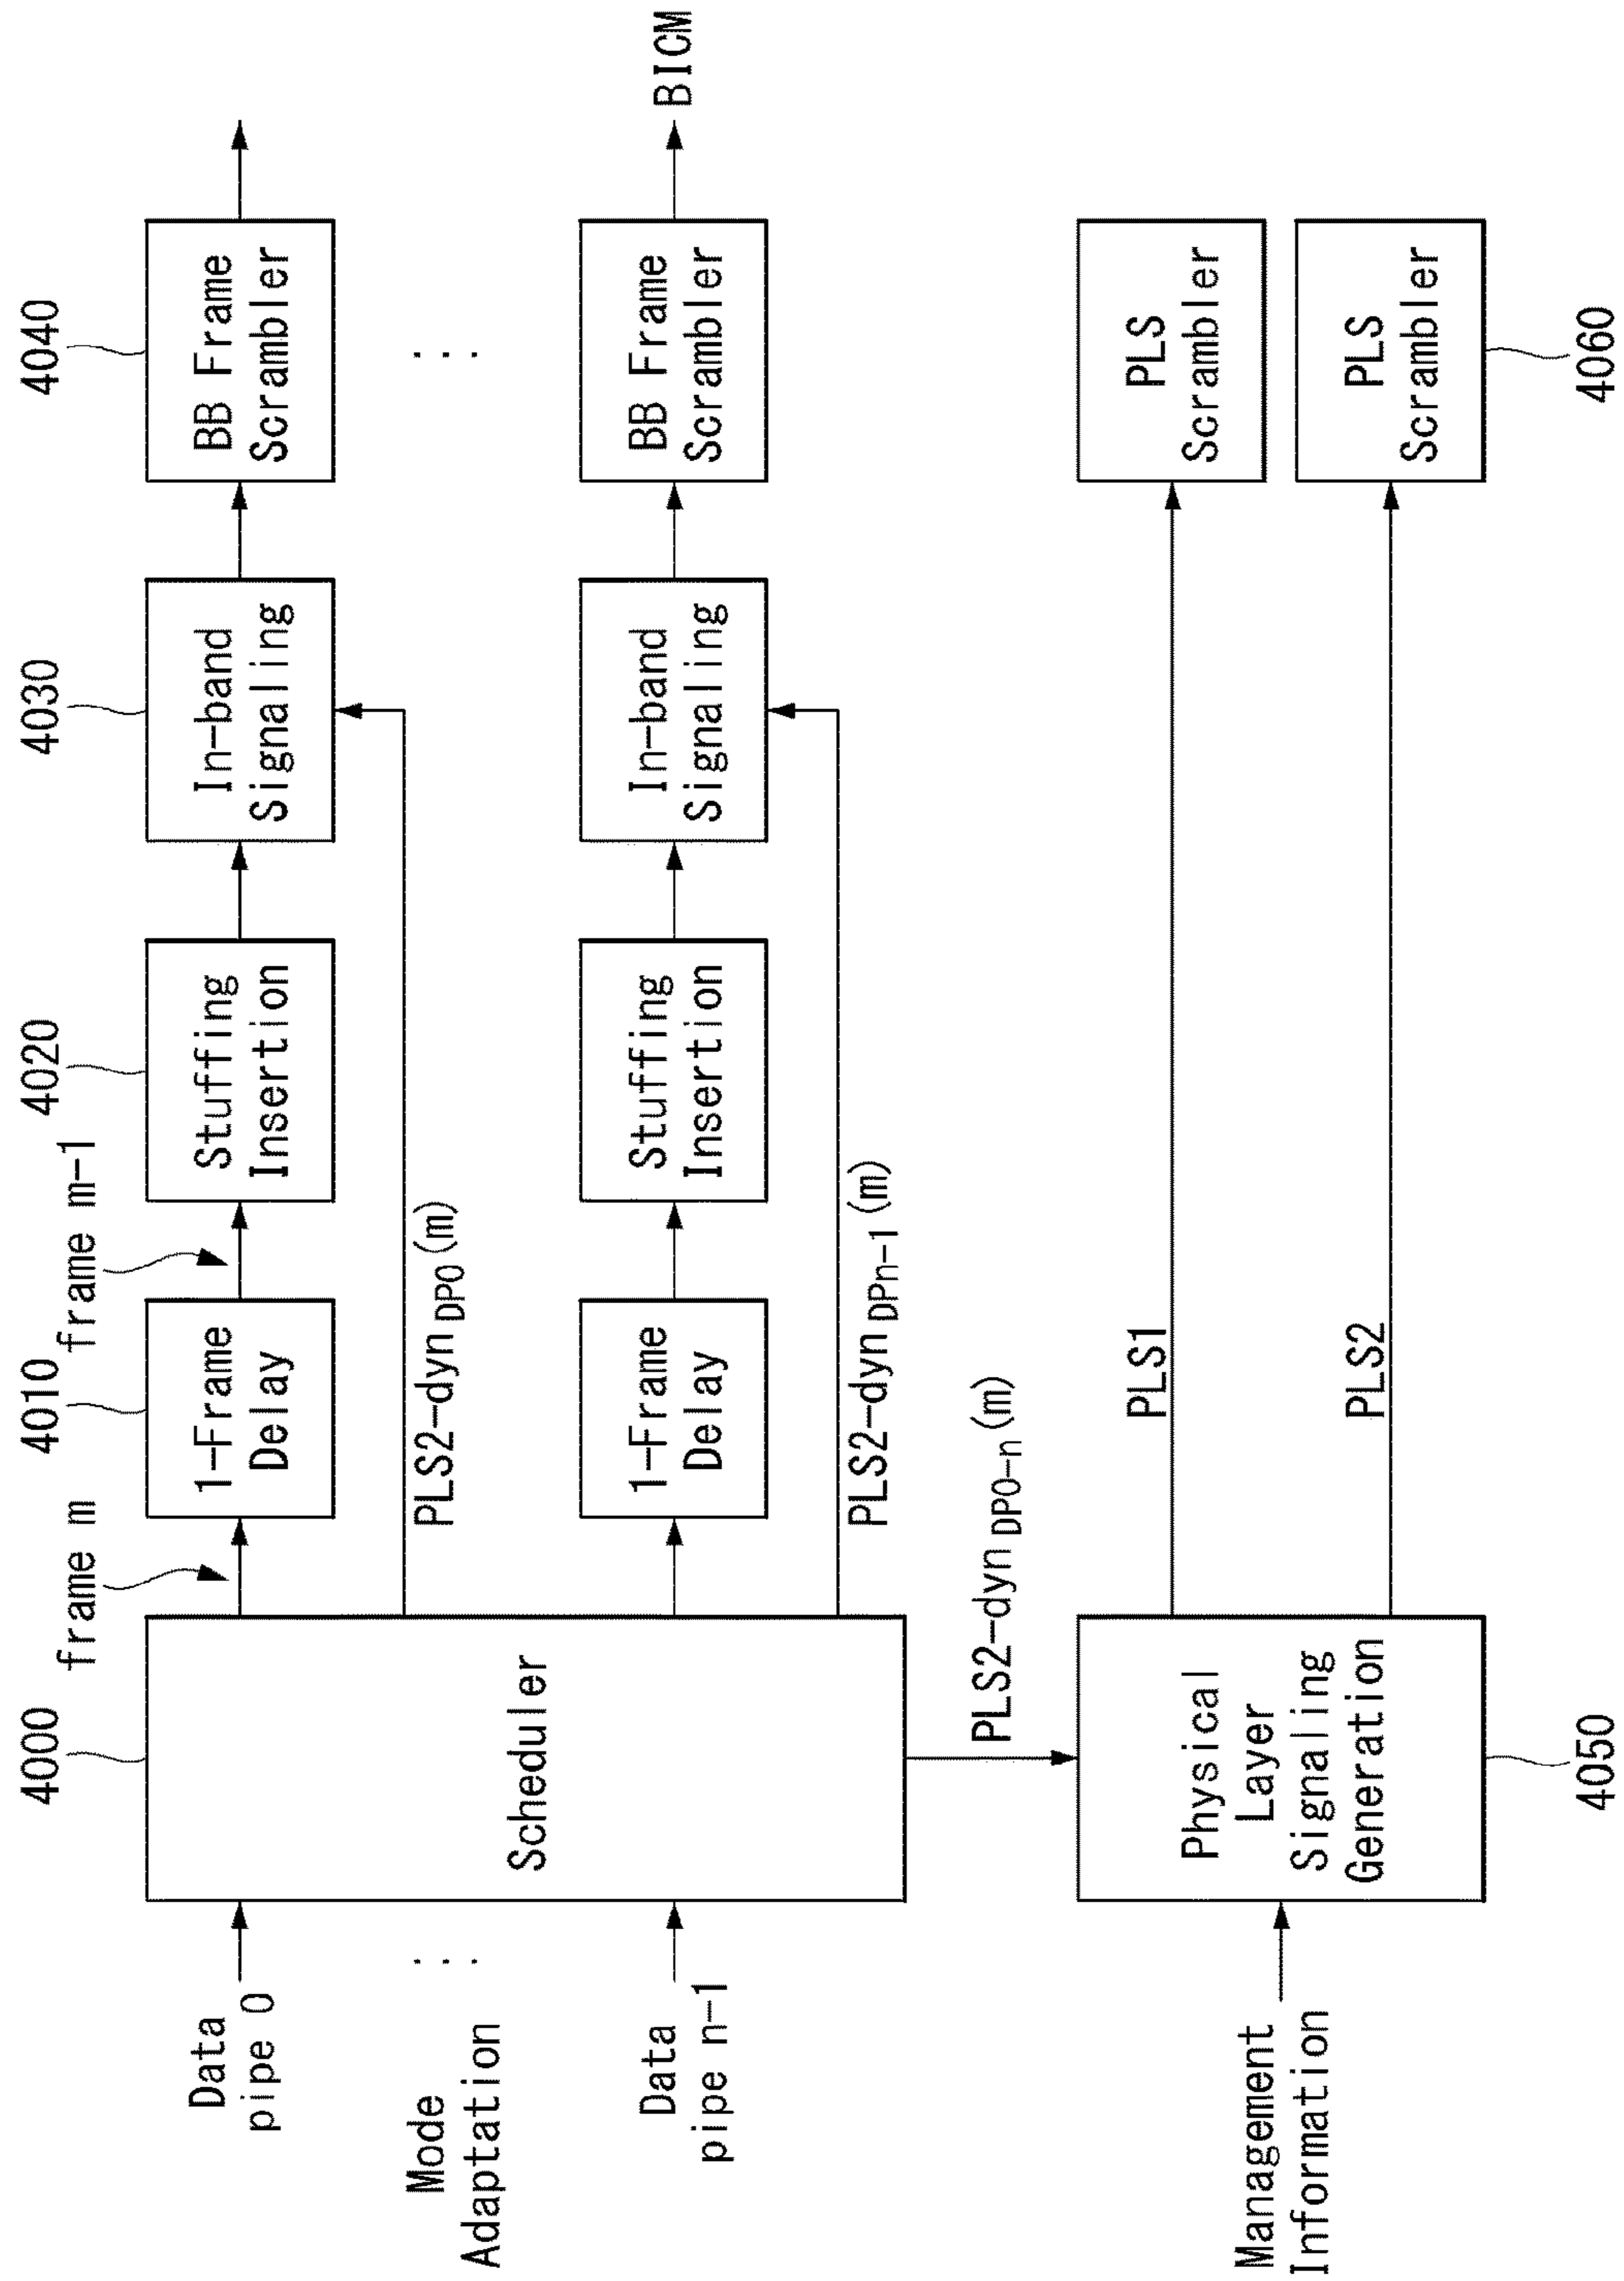 4000
frame m
4010
frame m-1
4020
4030
4040
Data
pipe 0
Mode
Adaptation
Data
pipe n-1
Scheduler
1-Frame
Delay
Stuffing
Insertion
In-band
Signaling
BB Frame
Scrambler
PLS2-dyn DP0 (m)
1-Frame
Delay
Stuffing
Insertion
In-band
Signaling
BB Frame
Scrambler
BICM
PLS2-dyn DPn-1 (m)
PLS2-dyn DP0-n (m)
Management
Information
Physical
Layer
Signaling
Generation
4050
PLS1
PLS
Scrambler
PLS2
PLS
Scrambler
4060